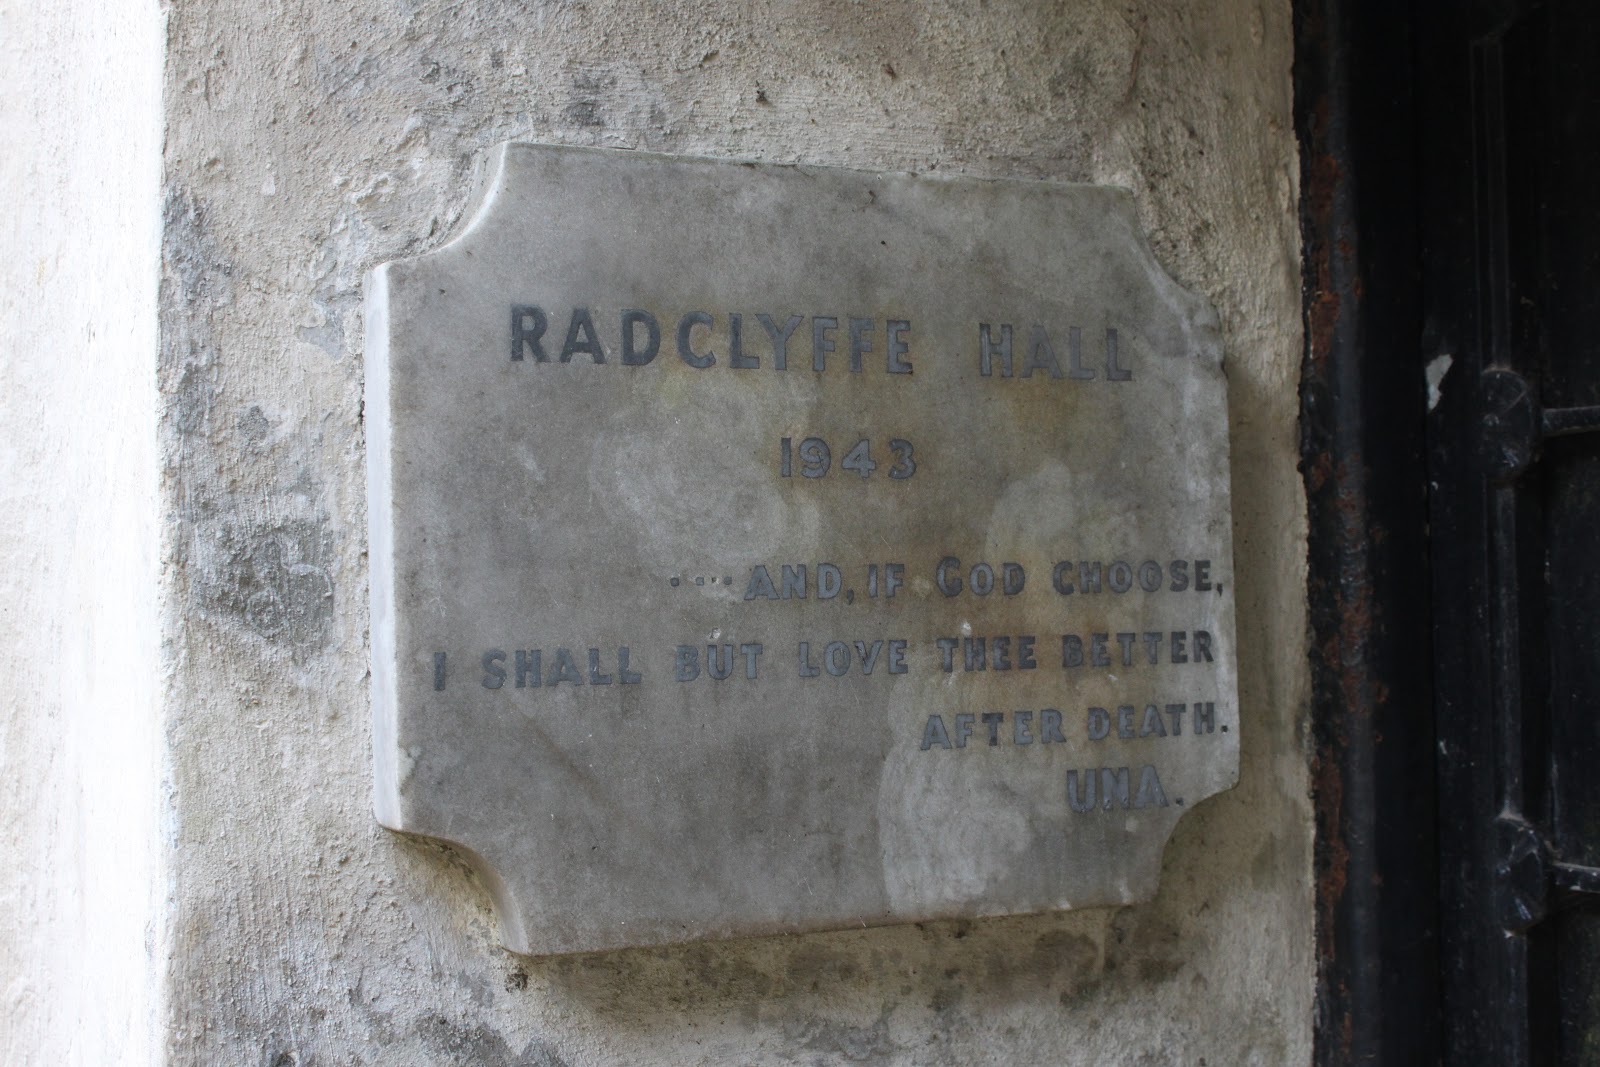 RADCLYFFE HALL
1943
....AND, IF GOD CHOOSE,
I SHALL BUT LOVE THEE BETTER
AFTER DEATH.
UNA.